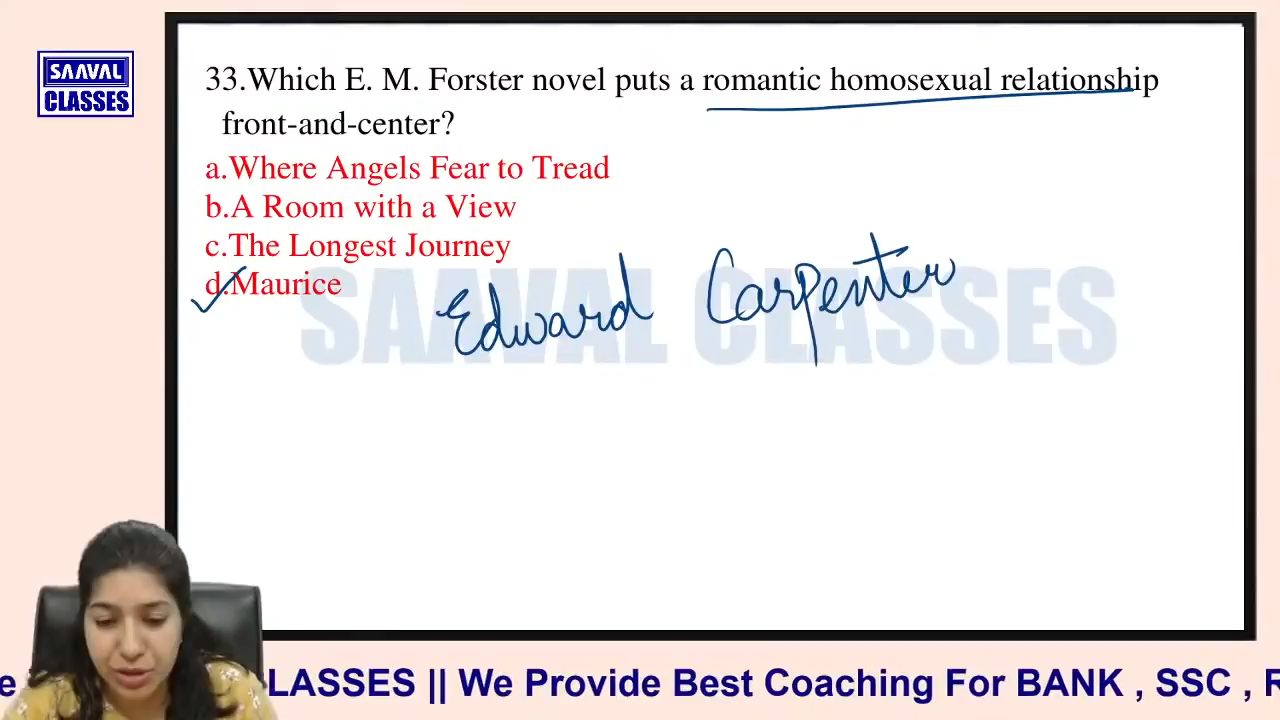 SAAVAL
CLASSES
33.Which E. M. Forster novel puts a romantic homosexual relationship
front-and-center?
a.Where Angels Fear to Tread
b.A Room with a View
c.The Longest Journey
d.Maurice
Edward Carpenter
SAAVAL CLASSES
e LASSES || We Provide Best Coaching For BANK , SSC , R